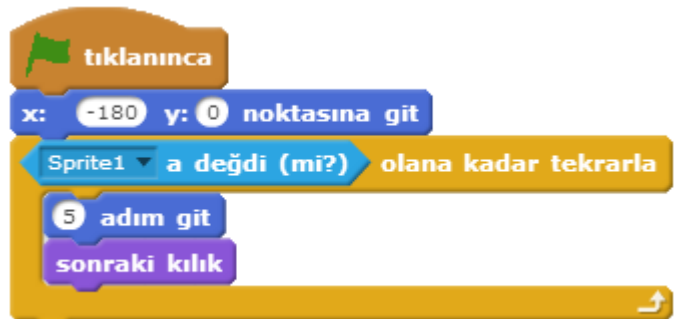 tıklanınca
x: -180 y: 0 noktasına git
Sprite1 a değdi (mi?) olana kadar tekrarla
5 adım git
sonraki kılık